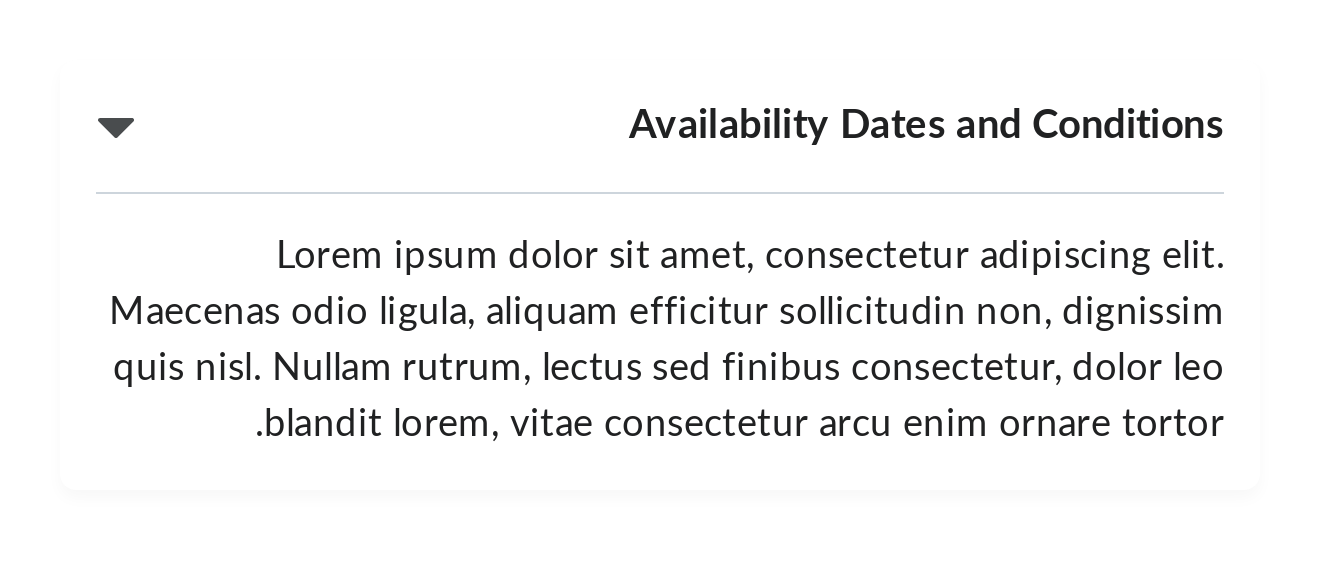 Availability Dates and Conditions
Lorem ipsum dolor sit amet, consectetur adipiscing elit.
Maecenas odio ligula, aliquam efficitur sollicitudin non, dignissim
quis nisl. Nullam rutrum, lectus sed finibus consectetur, dolor leo
.blandit lorem, vitae consectetur arcu enim ornare tortor